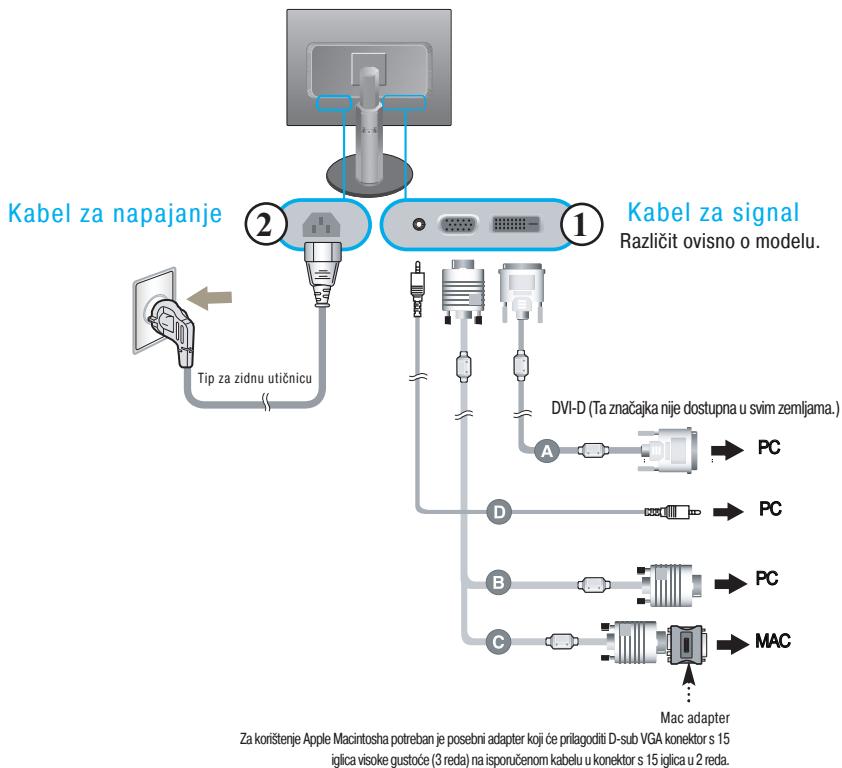 Kabel za napajanje
2
1
Kabel za signal
Različit ovisno o modelu.
Tip za zidnu utičnicu
DVI-D (Ta značajka nije dostupna u svim zemljama.)
A
PC
D
PC
B
PC
C
MAC
Mac adapter
Za korištenje Apple Macintosha potreban je posebni adapter koji će prilagoditi D-sub VGA konektor s 15
iglica visoke gustoće (3 reda) na isporučenom kabelu u konektor s 15 iglica u 2 reda.